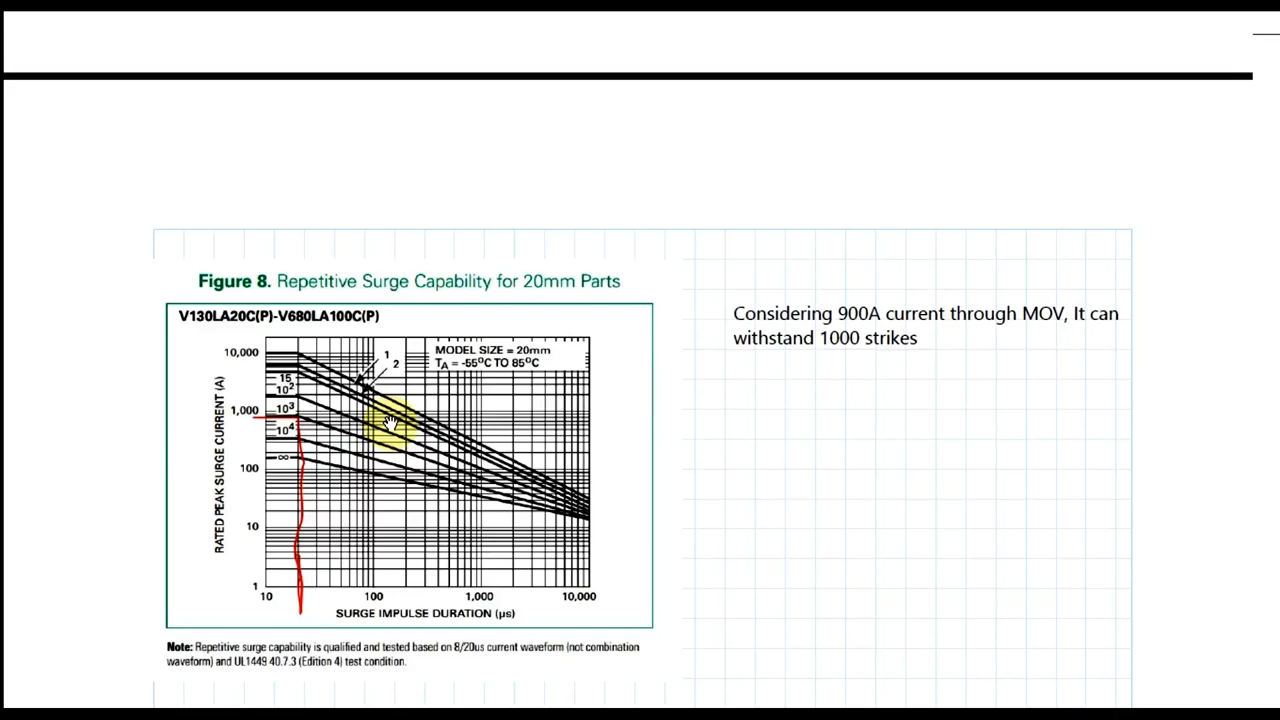 Figure 8. Repetitive Surge Capability for 20mm Parts
V130LA20C(P)-V680LA100C(P)
MODEL SIZE = 20mm
TA = -55°C TO 85°C
1
2
10,000
1,000
100
10
1
15
10²
10³
10⁴
∞
RATED PEAK SURGE CURRENT (A)
10
100
1,000
10,000
SURGE IMPULSE DURATION (µs)
Note: Repetitive surge capability is qualified and tested based on 8/20us current waveform (not combination
waveform) and UL1449 40.7.3 (Edition 4) test condition.
Considering 900A current through MOV, It can
withstand 1000 strikes